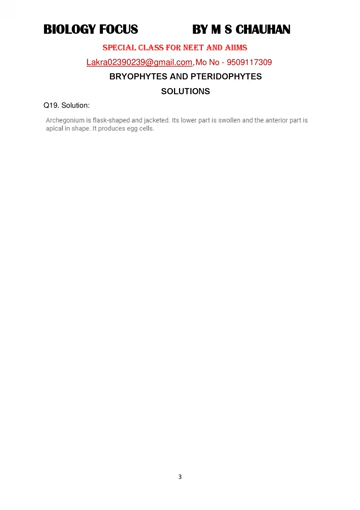 BIOLOGY FOCUS BY M S CHAUHAN
SPECIAL CLASS FOR NEET AND AIIMS
Lakra02390239@gmail.com,Mo No - 9509117309
BRYOPHYTES AND PTERIDOPHYTES
SOLUTIONS
Q19. Solution:
Archegonium is flask-shaped and jacketed. Its lower part is swollen and the anterior part is
apical in shape. It produces egg cells.
3